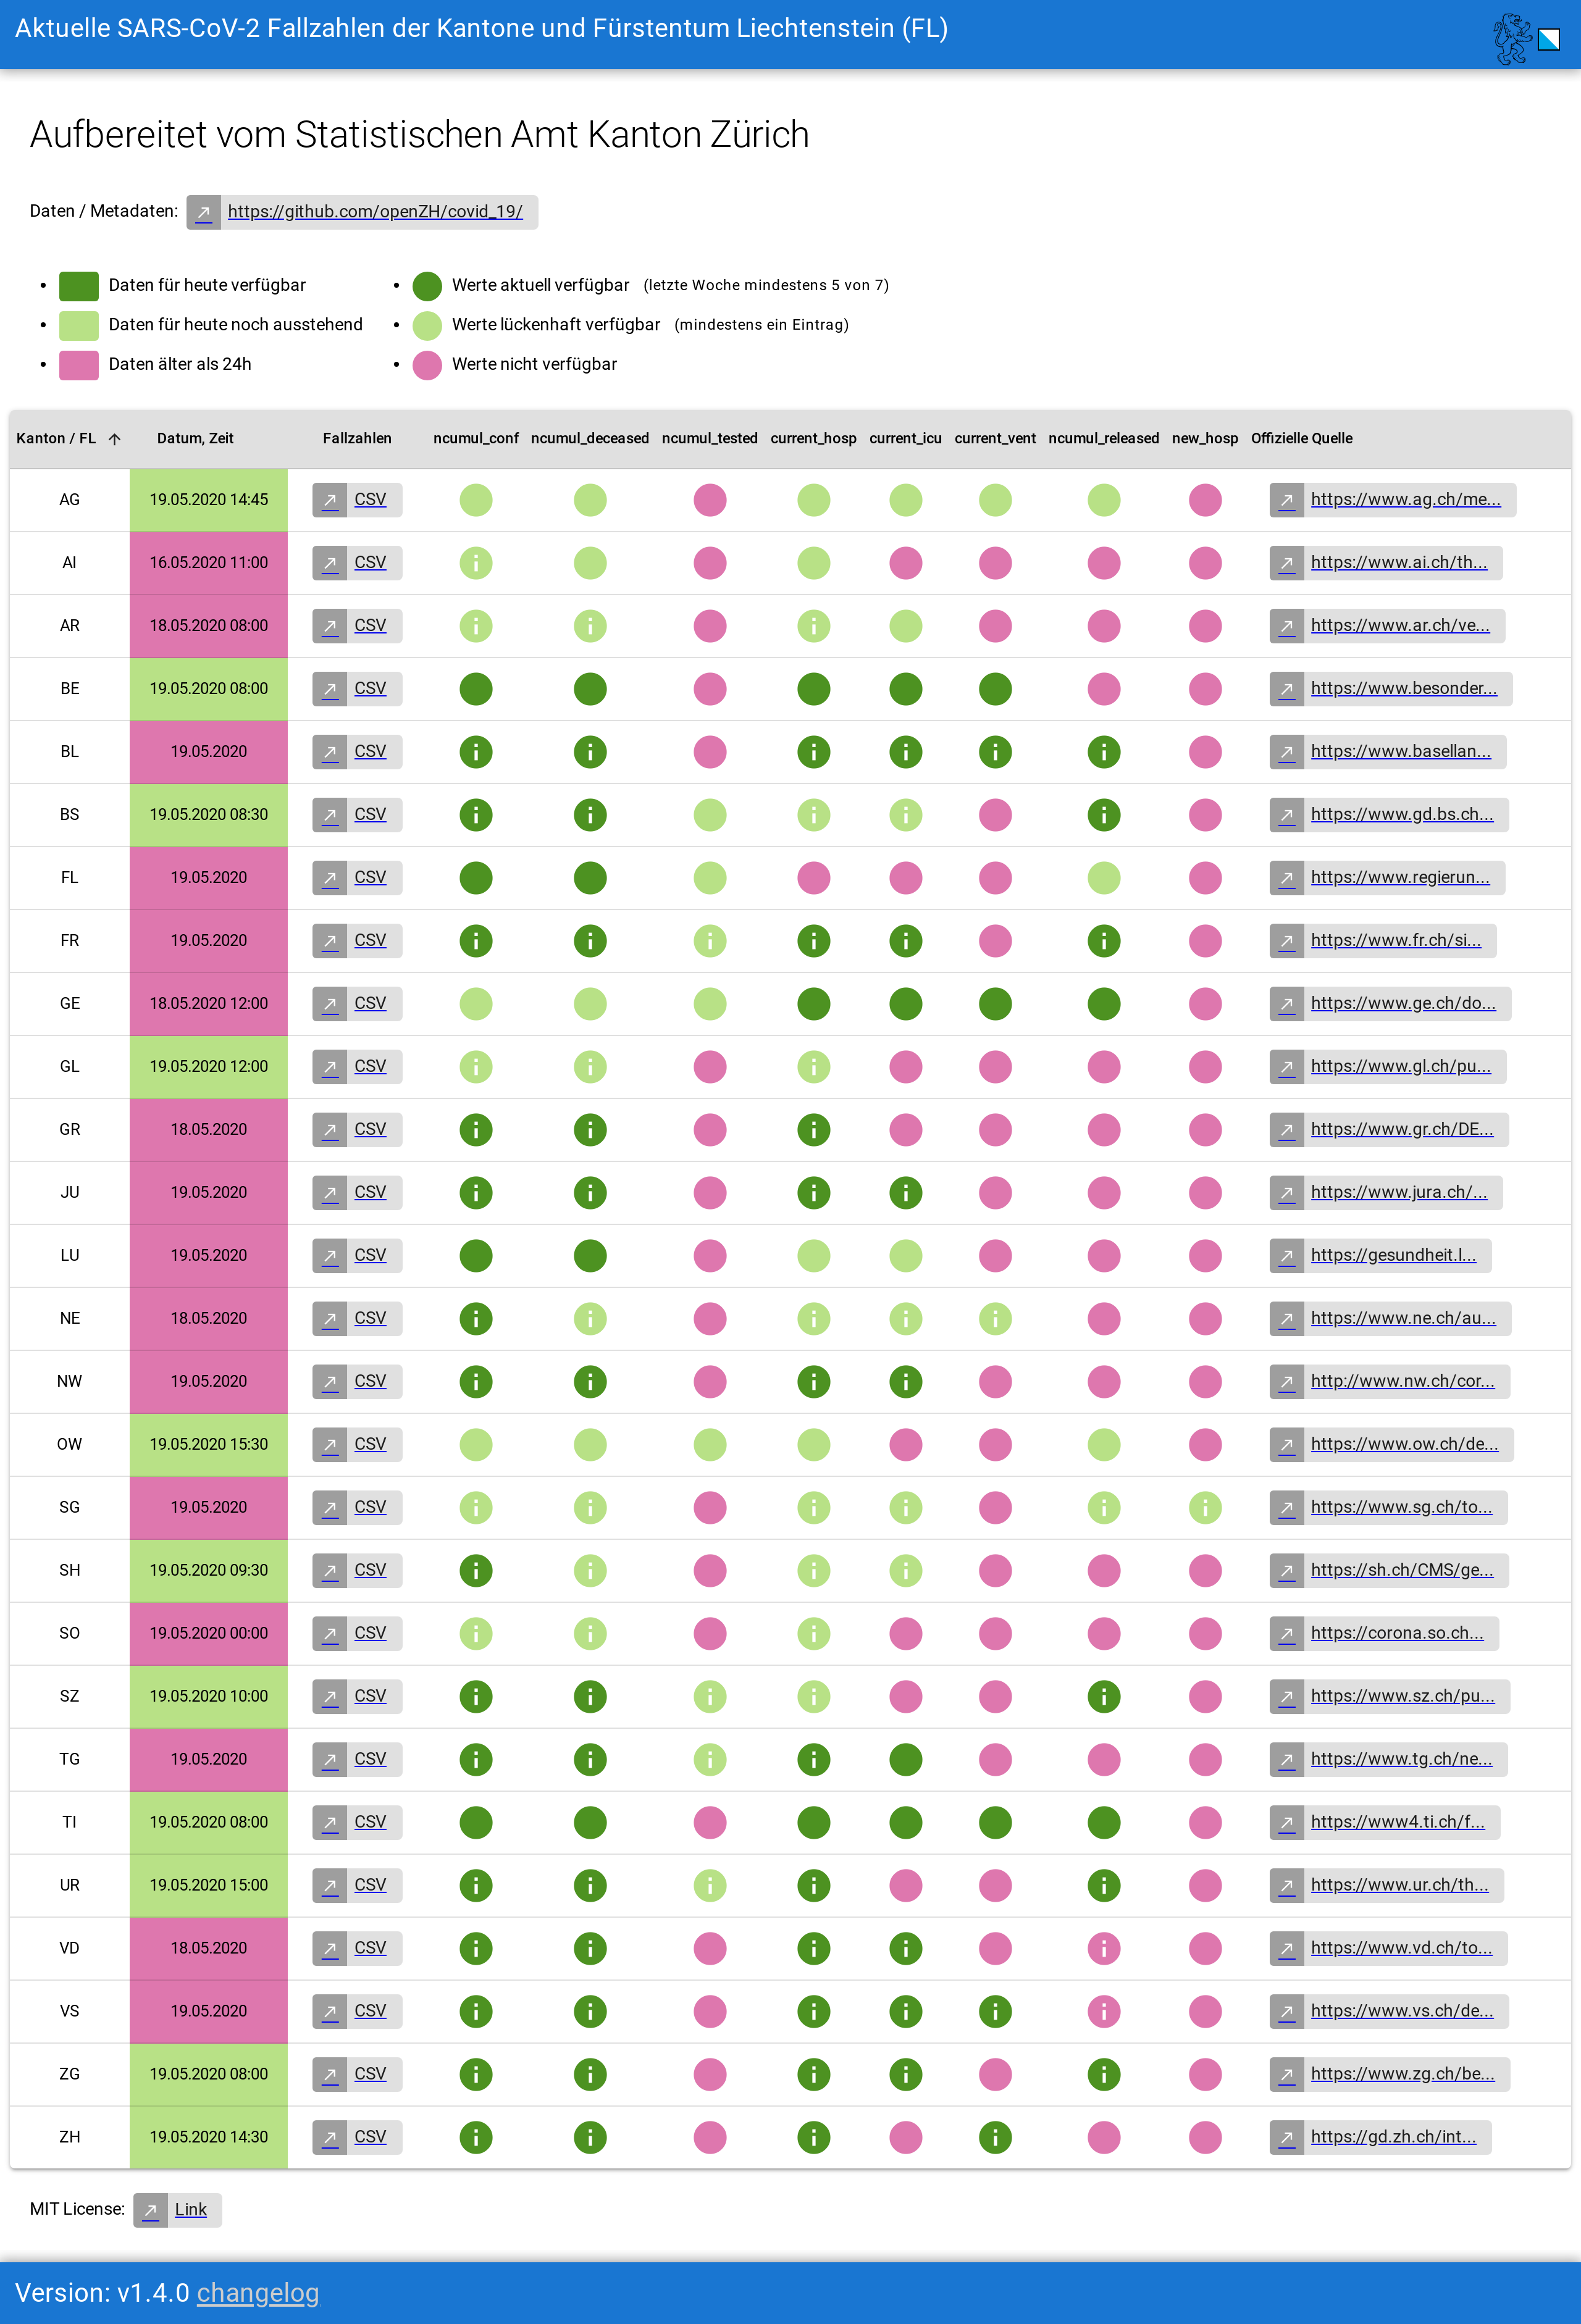 Aktuelle SARS-CoV-2 Fallzahlen der Kantone und Fürstentum Liechtenstein (FL)
Aufbereitet vom Statistischen Amt Kanton Zürich
Daten / Metadaten: https://github.com/openZH/covid_19/
Daten für heute verfügbar
Daten für heute noch ausstehend
Daten älter als 24h
Werte aktuell verfügbar (letzte Woche mindestens 5 von 7)
Werte lückenhaft verfügbar (mindestens ein Eintrag)
Werte nicht verfügbar
Kanton / FL Datum, Zeit Fallzahlen ncumul_conf ncumul_deceased ncumul_tested current_hosp current_icu current_vent ncumul_released new_hosp Offizielle Quelle
AG 19.05.2020 14:45 CSV https://www.ag.ch/me...
AI 16.05.2020 11:00 CSV https://www.ai.ch/th...
AR 18.05.2020 08:00 CSV https://www.ar.ch/ve...
BE 19.05.2020 08:00 CSV https://www.besonder...
BL 19.05.2020 CSV https://www.basellan...
BS 19.05.2020 08:30 CSV https://www.gd.bs.ch...
FL 19.05.2020 CSV https://www.regierun...
FR 19.05.2020 CSV https://www.fr.ch/si...
GE 18.05.2020 12:00 CSV https://www.ge.ch/do...
GL 19.05.2020 12:00 CSV https://www.gl.ch/pu...
GR 18.05.2020 CSV https://www.gr.ch/DE...
JU 19.05.2020 CSV https://www.jura.ch/...
LU 19.05.2020 CSV https://gesundheit.l...
NE 18.05.2020 CSV https://www.ne.ch/au...
NW 19.05.2020 CSV http://www.nw.ch/cor...
OW 19.05.2020 15:30 CSV https://www.ow.ch/de...
SG 19.05.2020 CSV https://www.sg.ch/to...
SH 19.05.2020 09:30 CSV https://sh.ch/CMS/ge...
SO 19.05.2020 00:00 CSV https://corona.so.ch...
SZ 19.05.2020 10:00 CSV https://www.sz.ch/pu...
TG 19.05.2020 CSV https://www.tg.ch/ne...
TI 19.05.2020 08:00 CSV https://www4.ti.ch/f...
UR 19.05.2020 15:00 CSV https://www.ur.ch/th...
VD 18.05.2020 CSV https://www.vd.ch/to...
VS 19.05.2020 CSV https://www.vs.ch/de...
ZG 19.05.2020 08:00 CSV https://www.zg.ch/be...
ZH 19.05.2020 14:30 CSV https://gd.zh.ch/int...
MIT License: Link
Version: v1.4.0 changelog